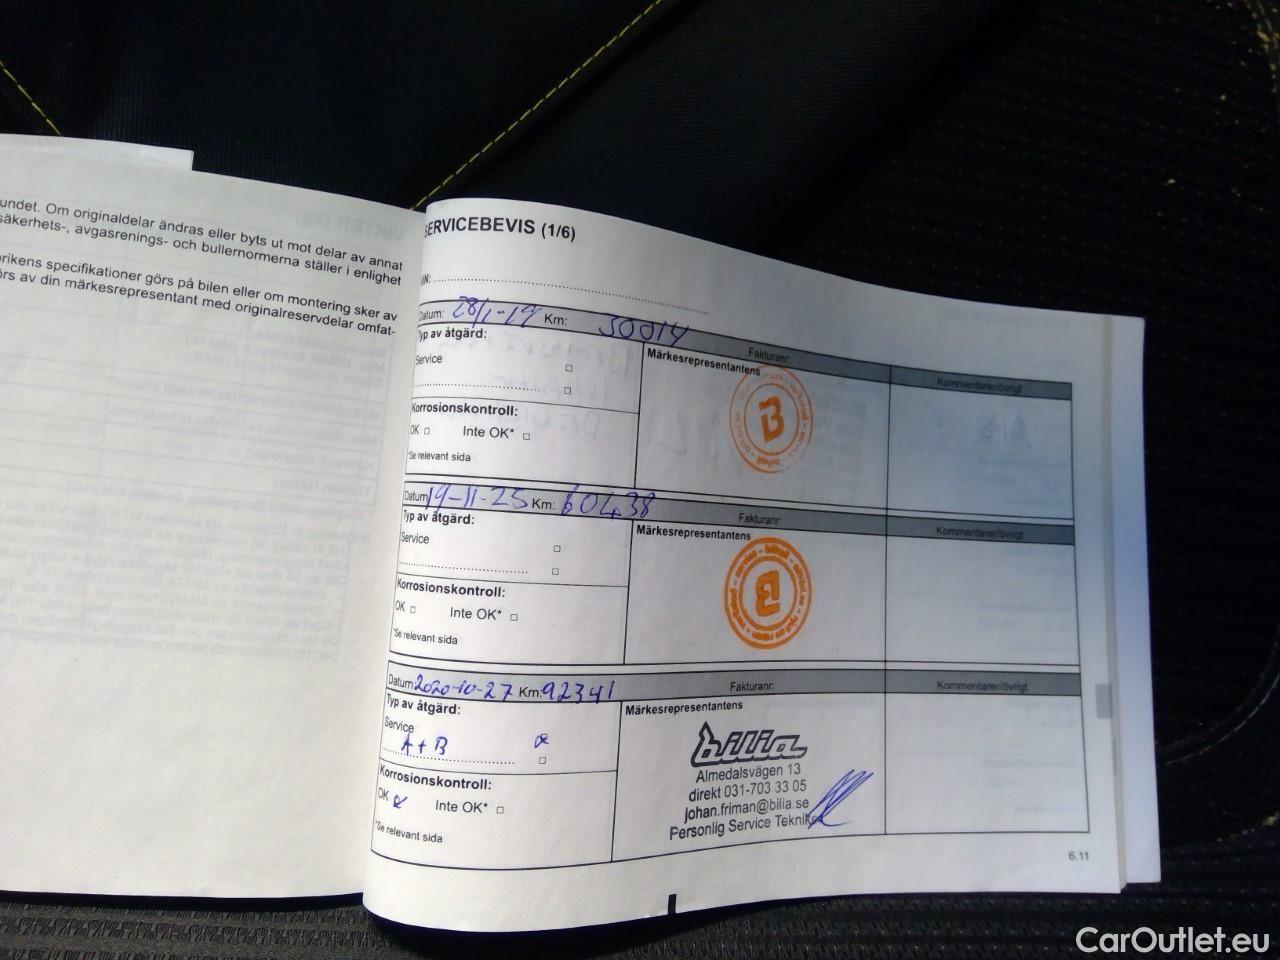 undet. Om originaldelar ändras eller byts ut mot delar av annat
säkerhets-, avgasrenings- och bullernormerna ställer i enlighet
rikens specifikationer görs på bilen eller om montering sker av
örs av din märkesrepresentant med originalreservdelar omfat-
SERVICEBEVIS (1/6)
Datum: 28/1-19 Km: 50014
Fakturanr:
Kommentarer/övrigt
Typ av åtgärd:
Service
Märkesrepresentantens
B
Korrosionskontroll:
OK □ Inte OK* □
*Se relevant sida
Datum 19-11-25 Km: 60438
Fakturanr:
Kommentarer/övrigt
Typ av åtgärd:
Service
Märkesrepresentantens
B
Korrosionskontroll:
OK □ Inte OK* □
*Se relevant sida
Datum 2020-10-27 Km: 92341
Fakturanr:
Kommentarer/övrigt
Typ av åtgärd:
Service
A+B
Märkesrepresentantens
bilia
Almedalsvägen 13
direkt 031-703 33 05
johan.friman@bilia.se
Personlig Service Tekniker
Korrosionskontroll:
OK Inte OK* □
*Se relevant sida
6.11
CarOutlet.eu